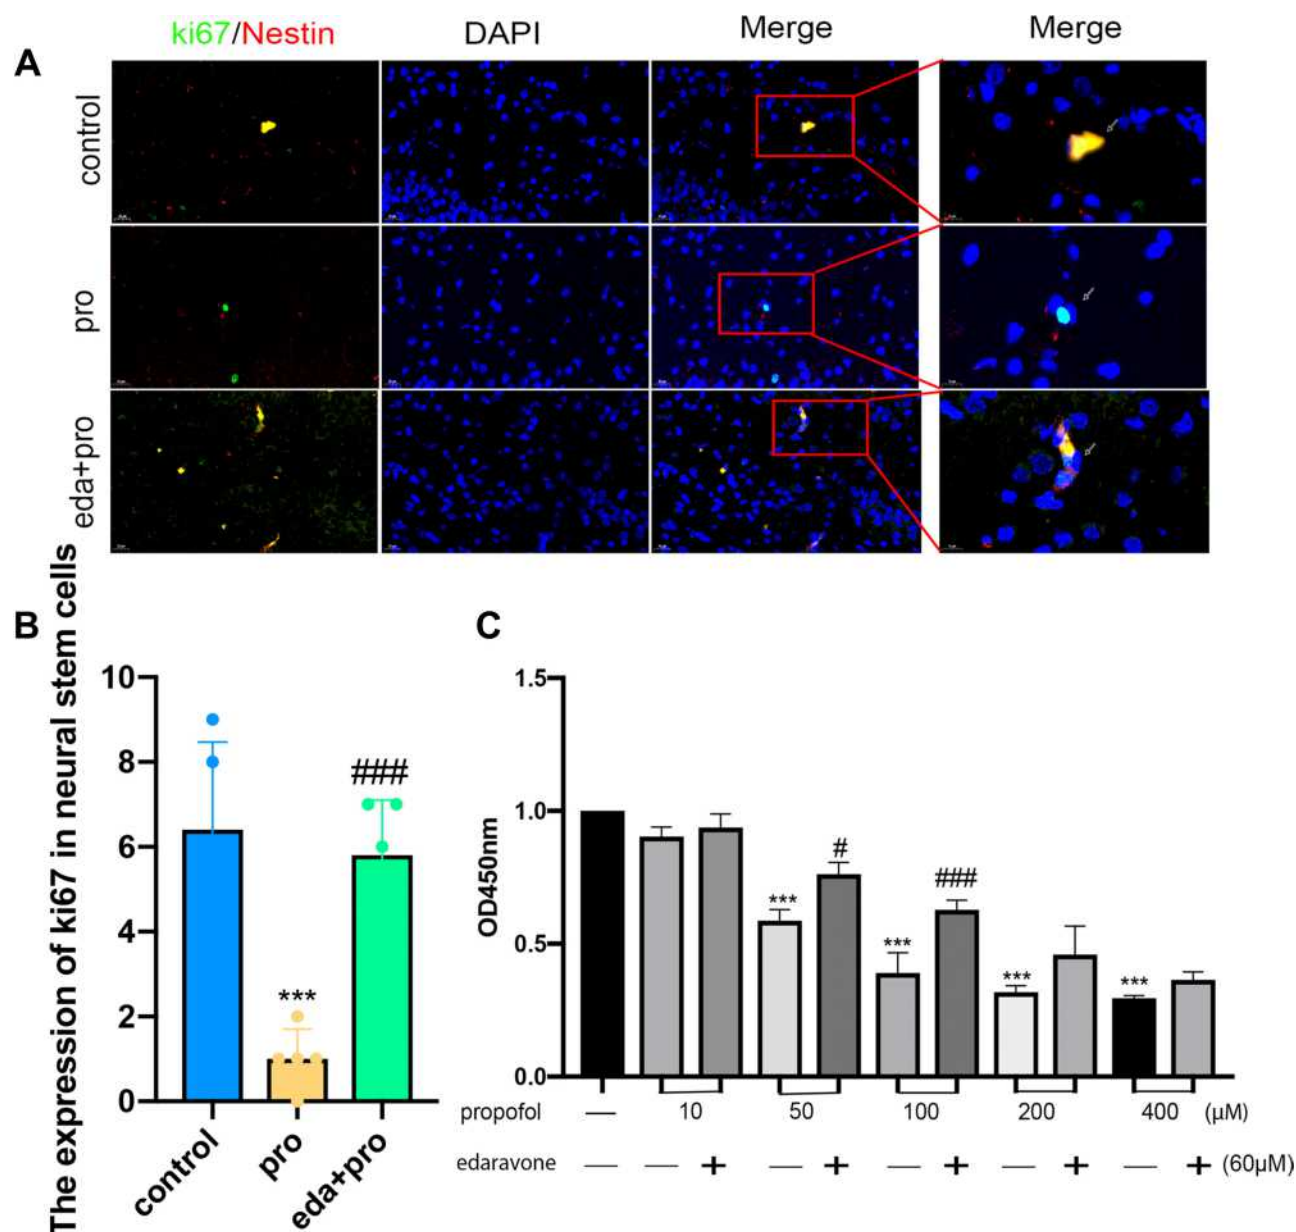 ki67/Nestin DAPI Merge Merge
A
control
pro
eda+pro
B
The expression of ki67 in neural stem cells
10
8
6
4
2
0
###
***
control pro eda+pro
C
OD450nm
1.5
1.0
0.5
0.0
*** # *** ### *** ***
propofol — 10 50 100 200 400 (μM)
edaravone — — + — + — + — + — + (60μM)